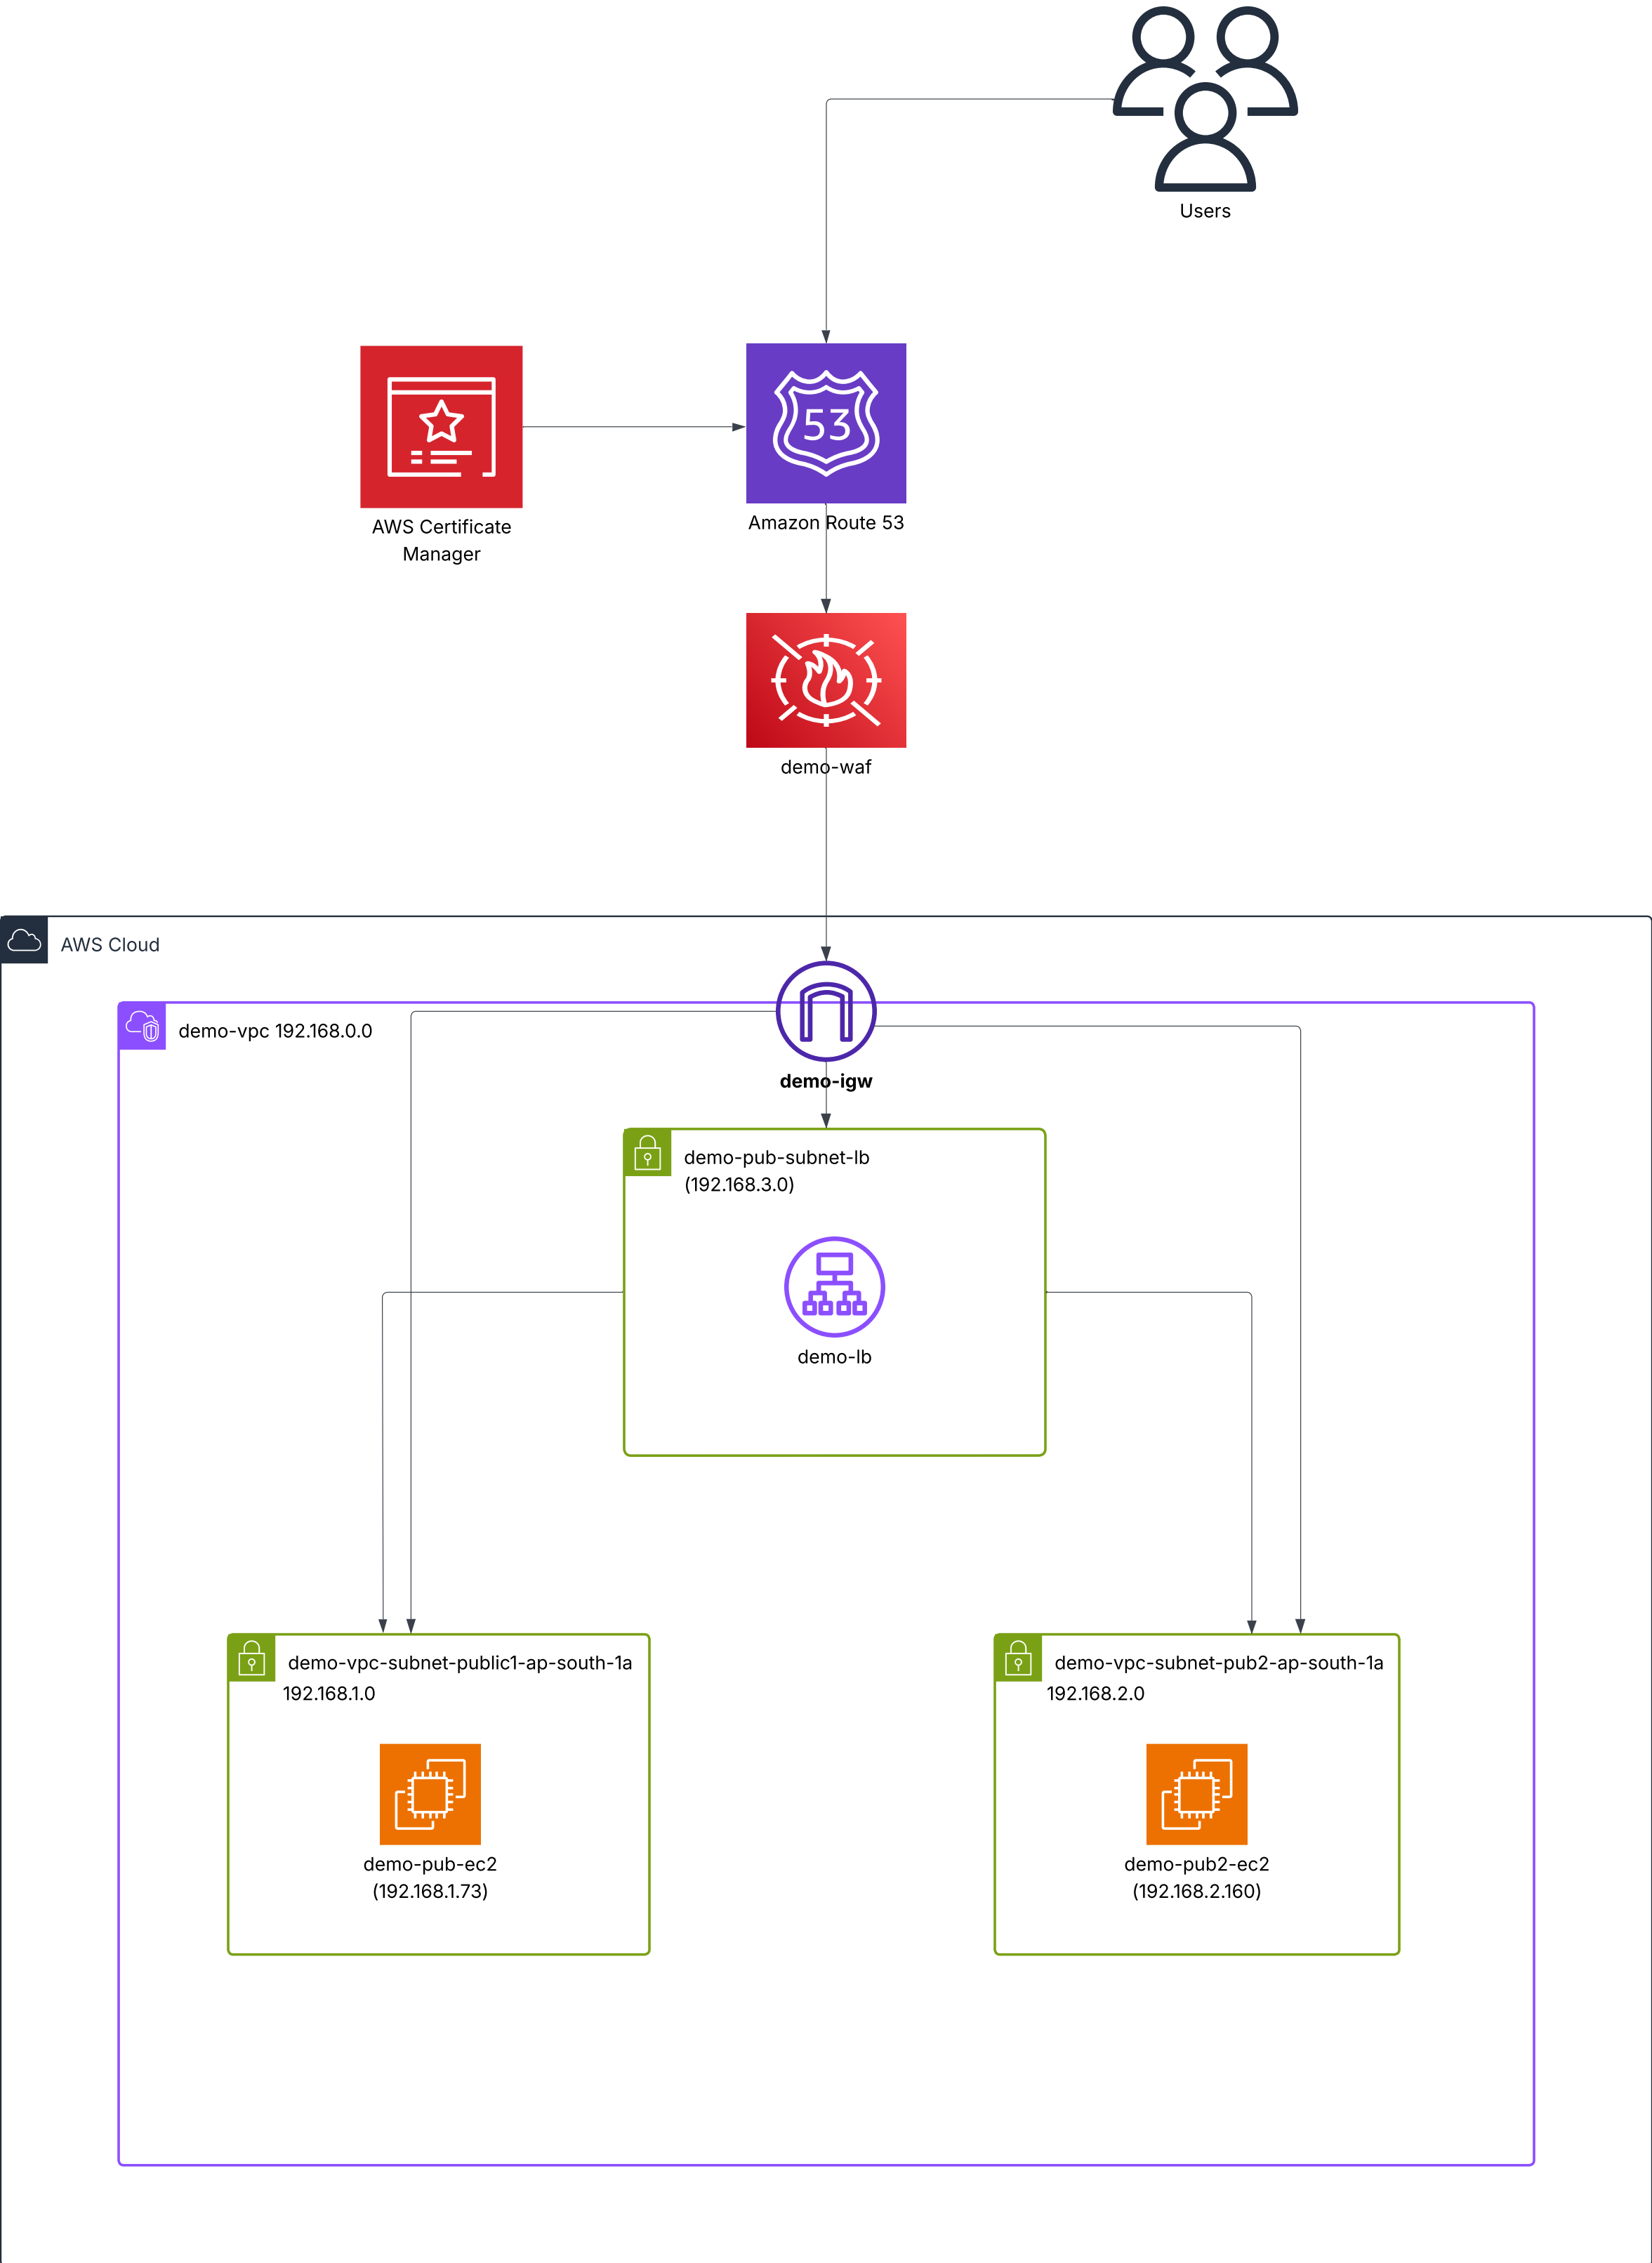 Users
53
AWS Certificate
Manager
Amazon Route 53
demo-waf
AWS Cloud
demo-vpc 192.168.0.0
demo-igw
demo-pub-subnet-lb
(192.168.3.0)
demo-lb
demo-vpc-subnet-public1-ap-south-1a
192.168.1.0
demo-pub-ec2
(192.168.1.73)
demo-vpc-subnet-pub2-ap-south-1a
192.168.2.0
demo-pub2-ec2
(192.168.2.160)